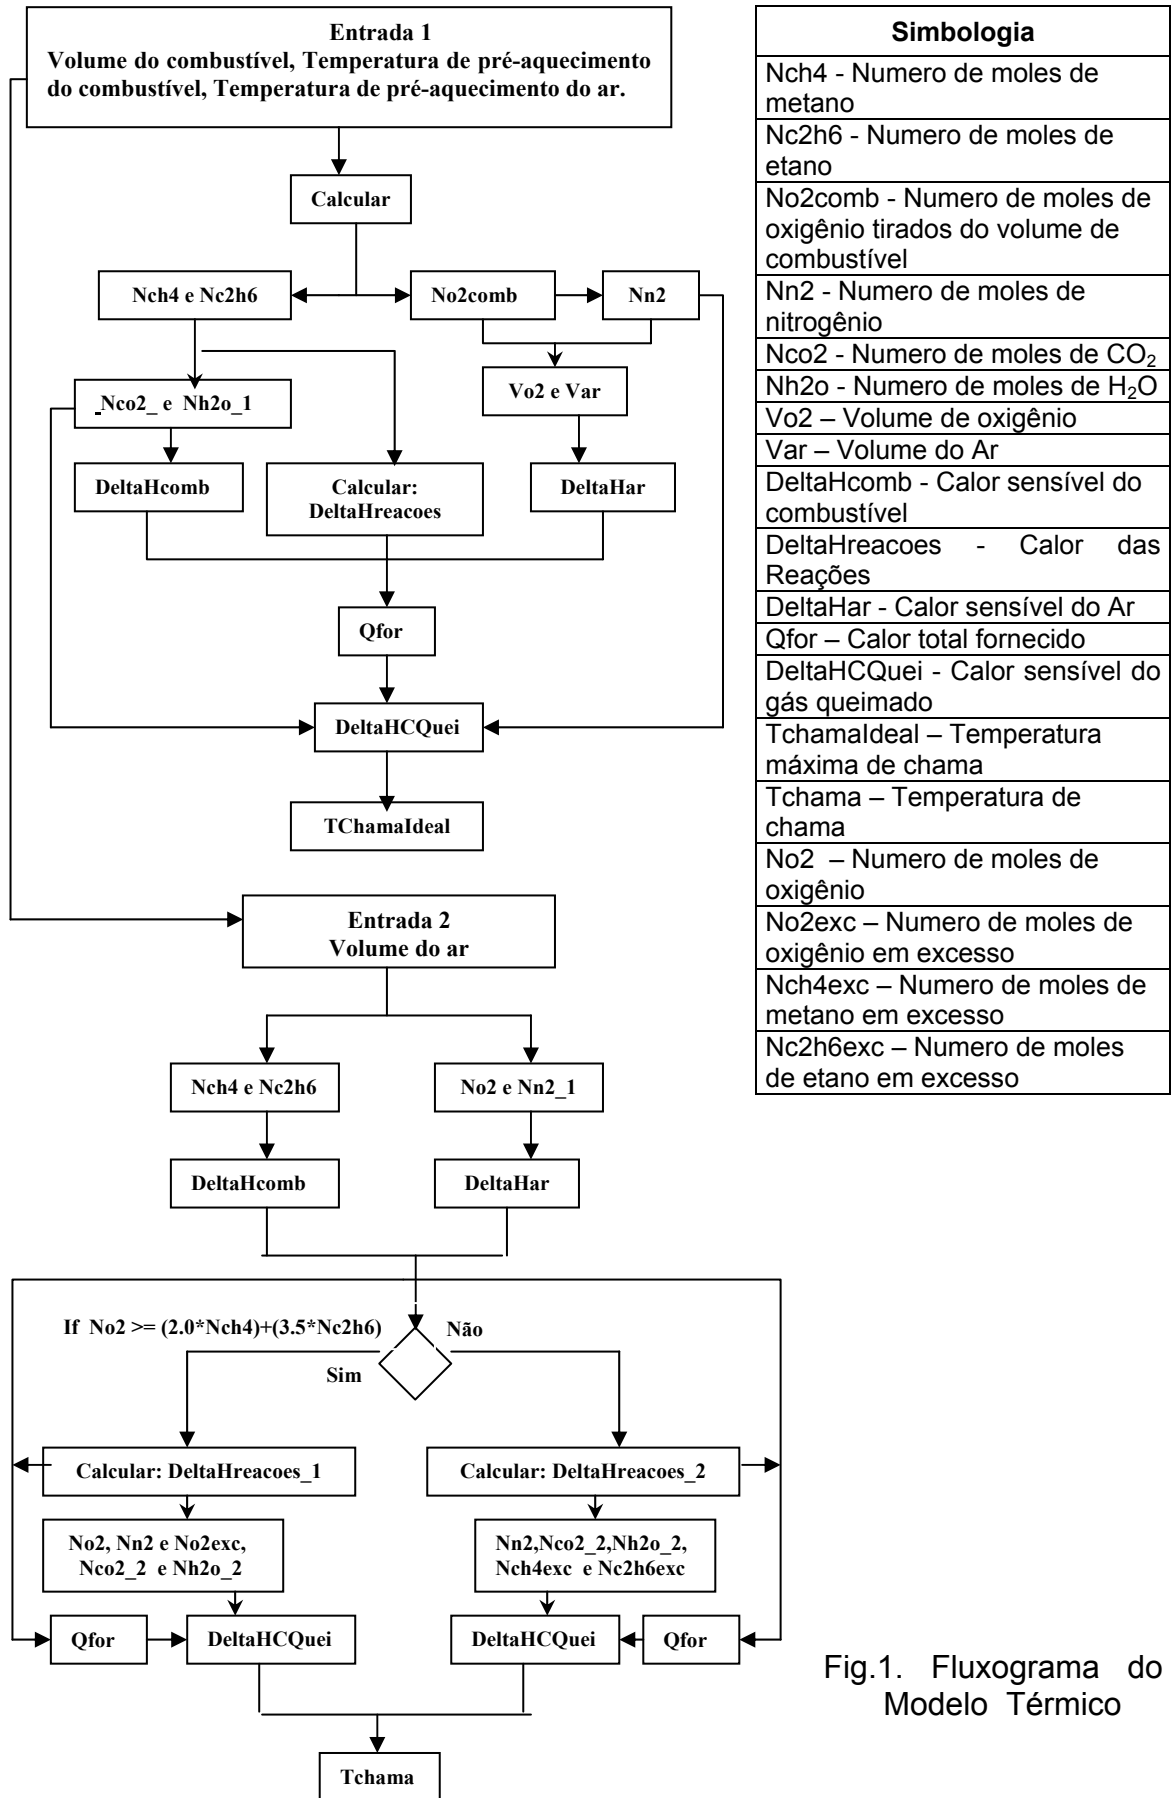 Entrada 1
Volume do combustível, Temperatura de pré-aquecimento
do combustível, Temperatura de pré-aquecimento do ar.
Calcular
Nch4 e Nc2h6
No2comb
Nn2
_Nco2_ e Nh2o_1
Vo2 e Var
DeltaHcomb
Calcular:
DeltaHreacoes
DeltaHar
Qfor
DeltaHCQuei
TChamaIdeal
Entrada 2
Volume do ar
Nch4 e Nc2h6
No2 e Nn2_1
DeltaHcomb
DeltaHar
If No2 >= (2.0*Nch4)+(3.5*Nc2h6)
Não
Sim
Calcular: DeltaHreacoes_1
Calcular: DeltaHreacoes_2
No2, Nn2 e No2exc,
Nco2_2 e Nh2o_2
Nn2,Nco2_2,Nh2o_2,
Nch4exc e Nc2h6exc
Qfor
DeltaHCQuei
DeltaHCQuei
Qfor
Tchama
Simbologia
Nch4 - Numero de moles de
metano
Nc2h6 - Numero de moles de
etano
No2comb - Numero de moles de
oxigênio tirados do volume de
combustível
Nn2 - Numero de moles de
nitrogênio
Nco2 - Numero de moles de CO₂
Nh2o - Numero de moles de H₂O
Vo2 – Volume de oxigênio
Var – Volume do Ar
DeltaHcomb - Calor sensível do
combustível
DeltaHreacoes - Calor das
Reações
DeltaHar - Calor sensível do Ar
Qfor – Calor total fornecido
DeltaHCQuei - Calor sensível do
gás queimado
TchamaIdeal – Temperatura
máxima de chama
Tchama – Temperatura de
chama
No2 – Numero de moles de
oxigênio
No2exc – Numero de moles de
oxigênio em excesso
Nch4exc – Numero de moles de
metano em excesso
Nc2h6exc – Numero de moles
de etano em excesso
Fig.1. Fluxograma do
Modelo Térmico